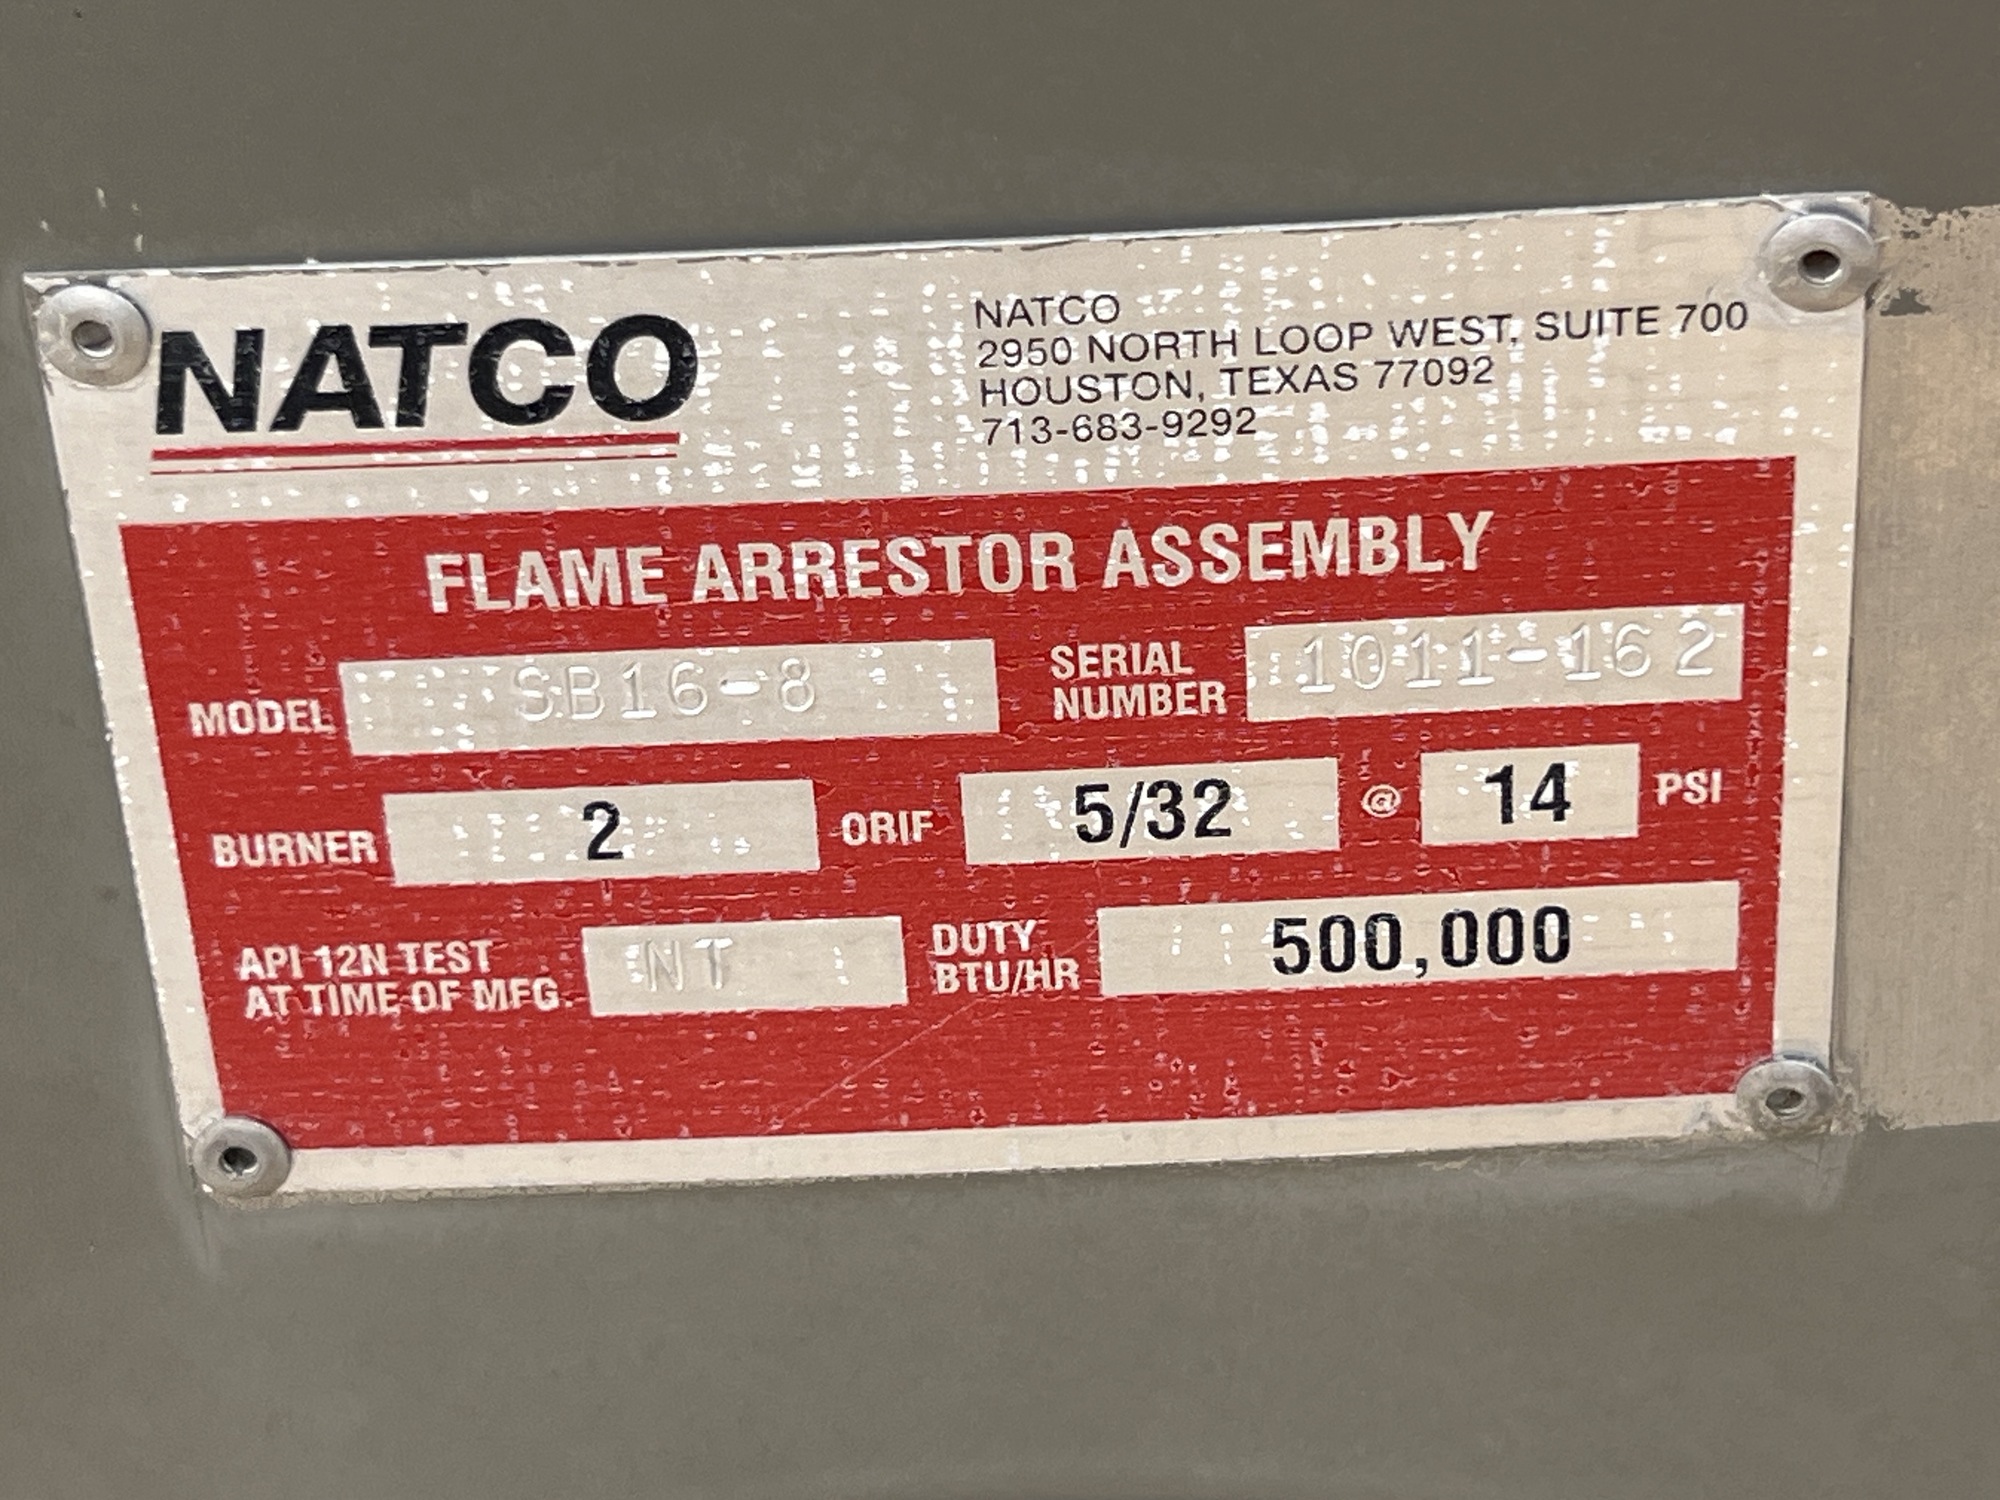 NATCO
NATCO
2950 NORTH LOOP WEST, SUITE 700
HOUSTON, TEXAS 77092
713-683-9292
FLAME ARRESTOR ASSEMBLY
MODEL SB16-8 SERIAL NUMBER 1011-162
BURNER 2 ORIF 5/32 @ 14 PSI
API 12N TEST AT TIME OF MFG. NT DUTY BTU/HR 500,000